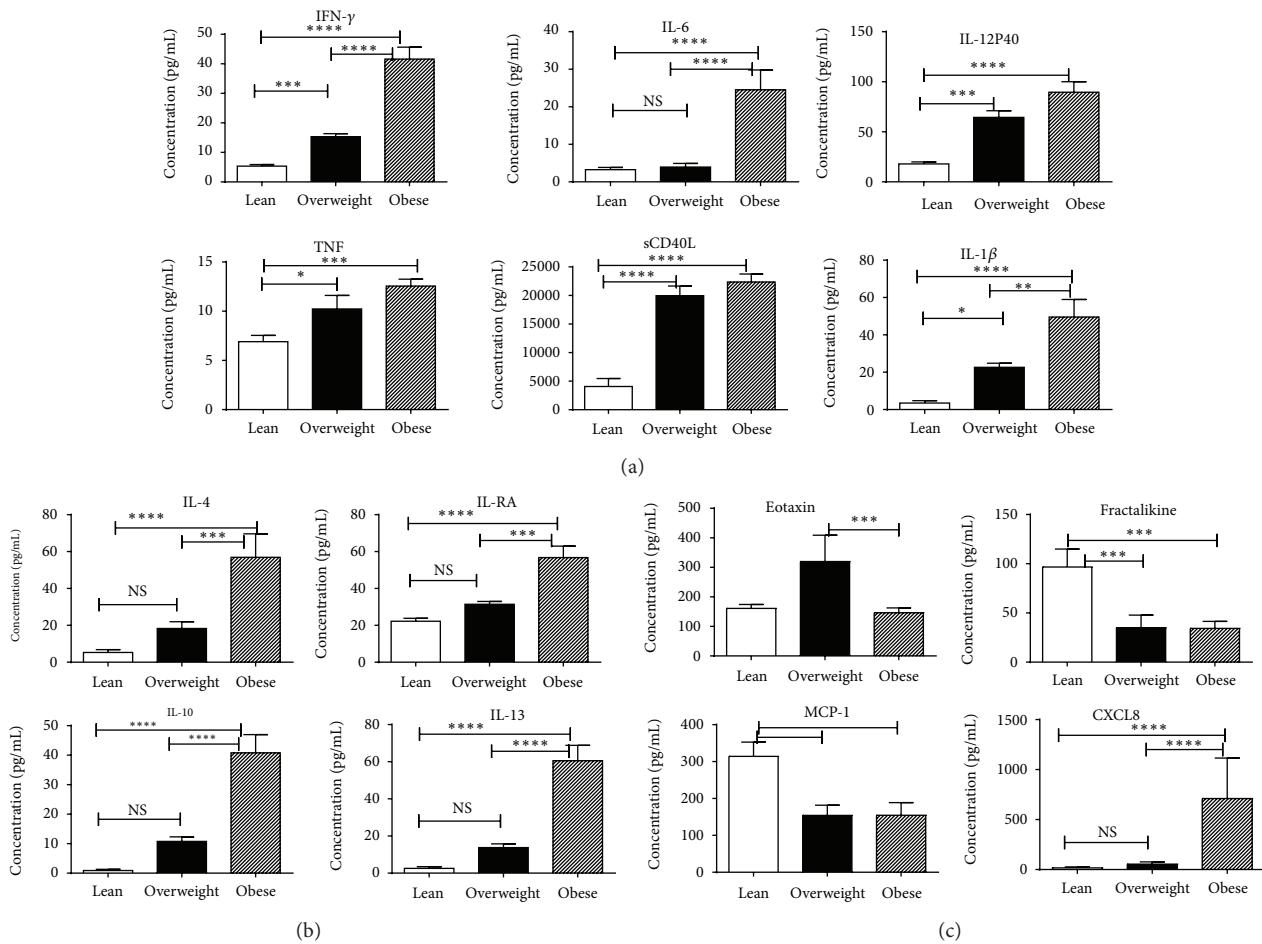 (a)
IFN-γ
Concentration (pg/mL)
50
40
30
20
10
0
****
****
***
Lean Overweight Obese
IL-6
Concentration (pg/mL)
40
30
20
10
0
****
****
NS
Lean Overweight Obese
IL-12P40
Concentration (pg/mL)
150
100
50
0
****
***
Lean Overweight Obese
TNF
Concentration (pg/mL)
15
10
5
0
***
*
Lean Overweight Obese
sCD40L
Concentration (pg/mL)
25000
20000
15000
10000
5000
0
****
****
Lean Overweight Obese
IL-1β
Concentration (pg/mL)
80
60
40
20
0
****
**
*
Lean Overweight Obese
(b)
IL-4
Concentration (pg/mL)
80
60
40
20
0
****
***
NS
Lean Overweight Obese
IL-RA
Concentration (pg/mL)
80
60
40
20
0
****
***
NS
Lean Overweight Obese
IL-10
Concentration (pg/mL)
50
40
30
20
10
0
****
****
NS
Lean Overweight Obese
IL-13
Concentration (pg/mL)
80
60
40
20
0
****
****
NS
Lean Overweight Obese
(c)
Eotaxin
Concentration (pg/mL)
500
400
300
200
100
0
***
Lean Overweight Obese
Fractalikine
Concentration (pg/mL)
150
100
50
0
***
***
Lean Overweight Obese
MCP-1
Concentration (pg/mL)
400
300
200
100
0
Lean Overweight Obese
CXCL8
Concentration (pg/mL)
1500
1000
500
0
****
****
NS
Lean Overweight Obese